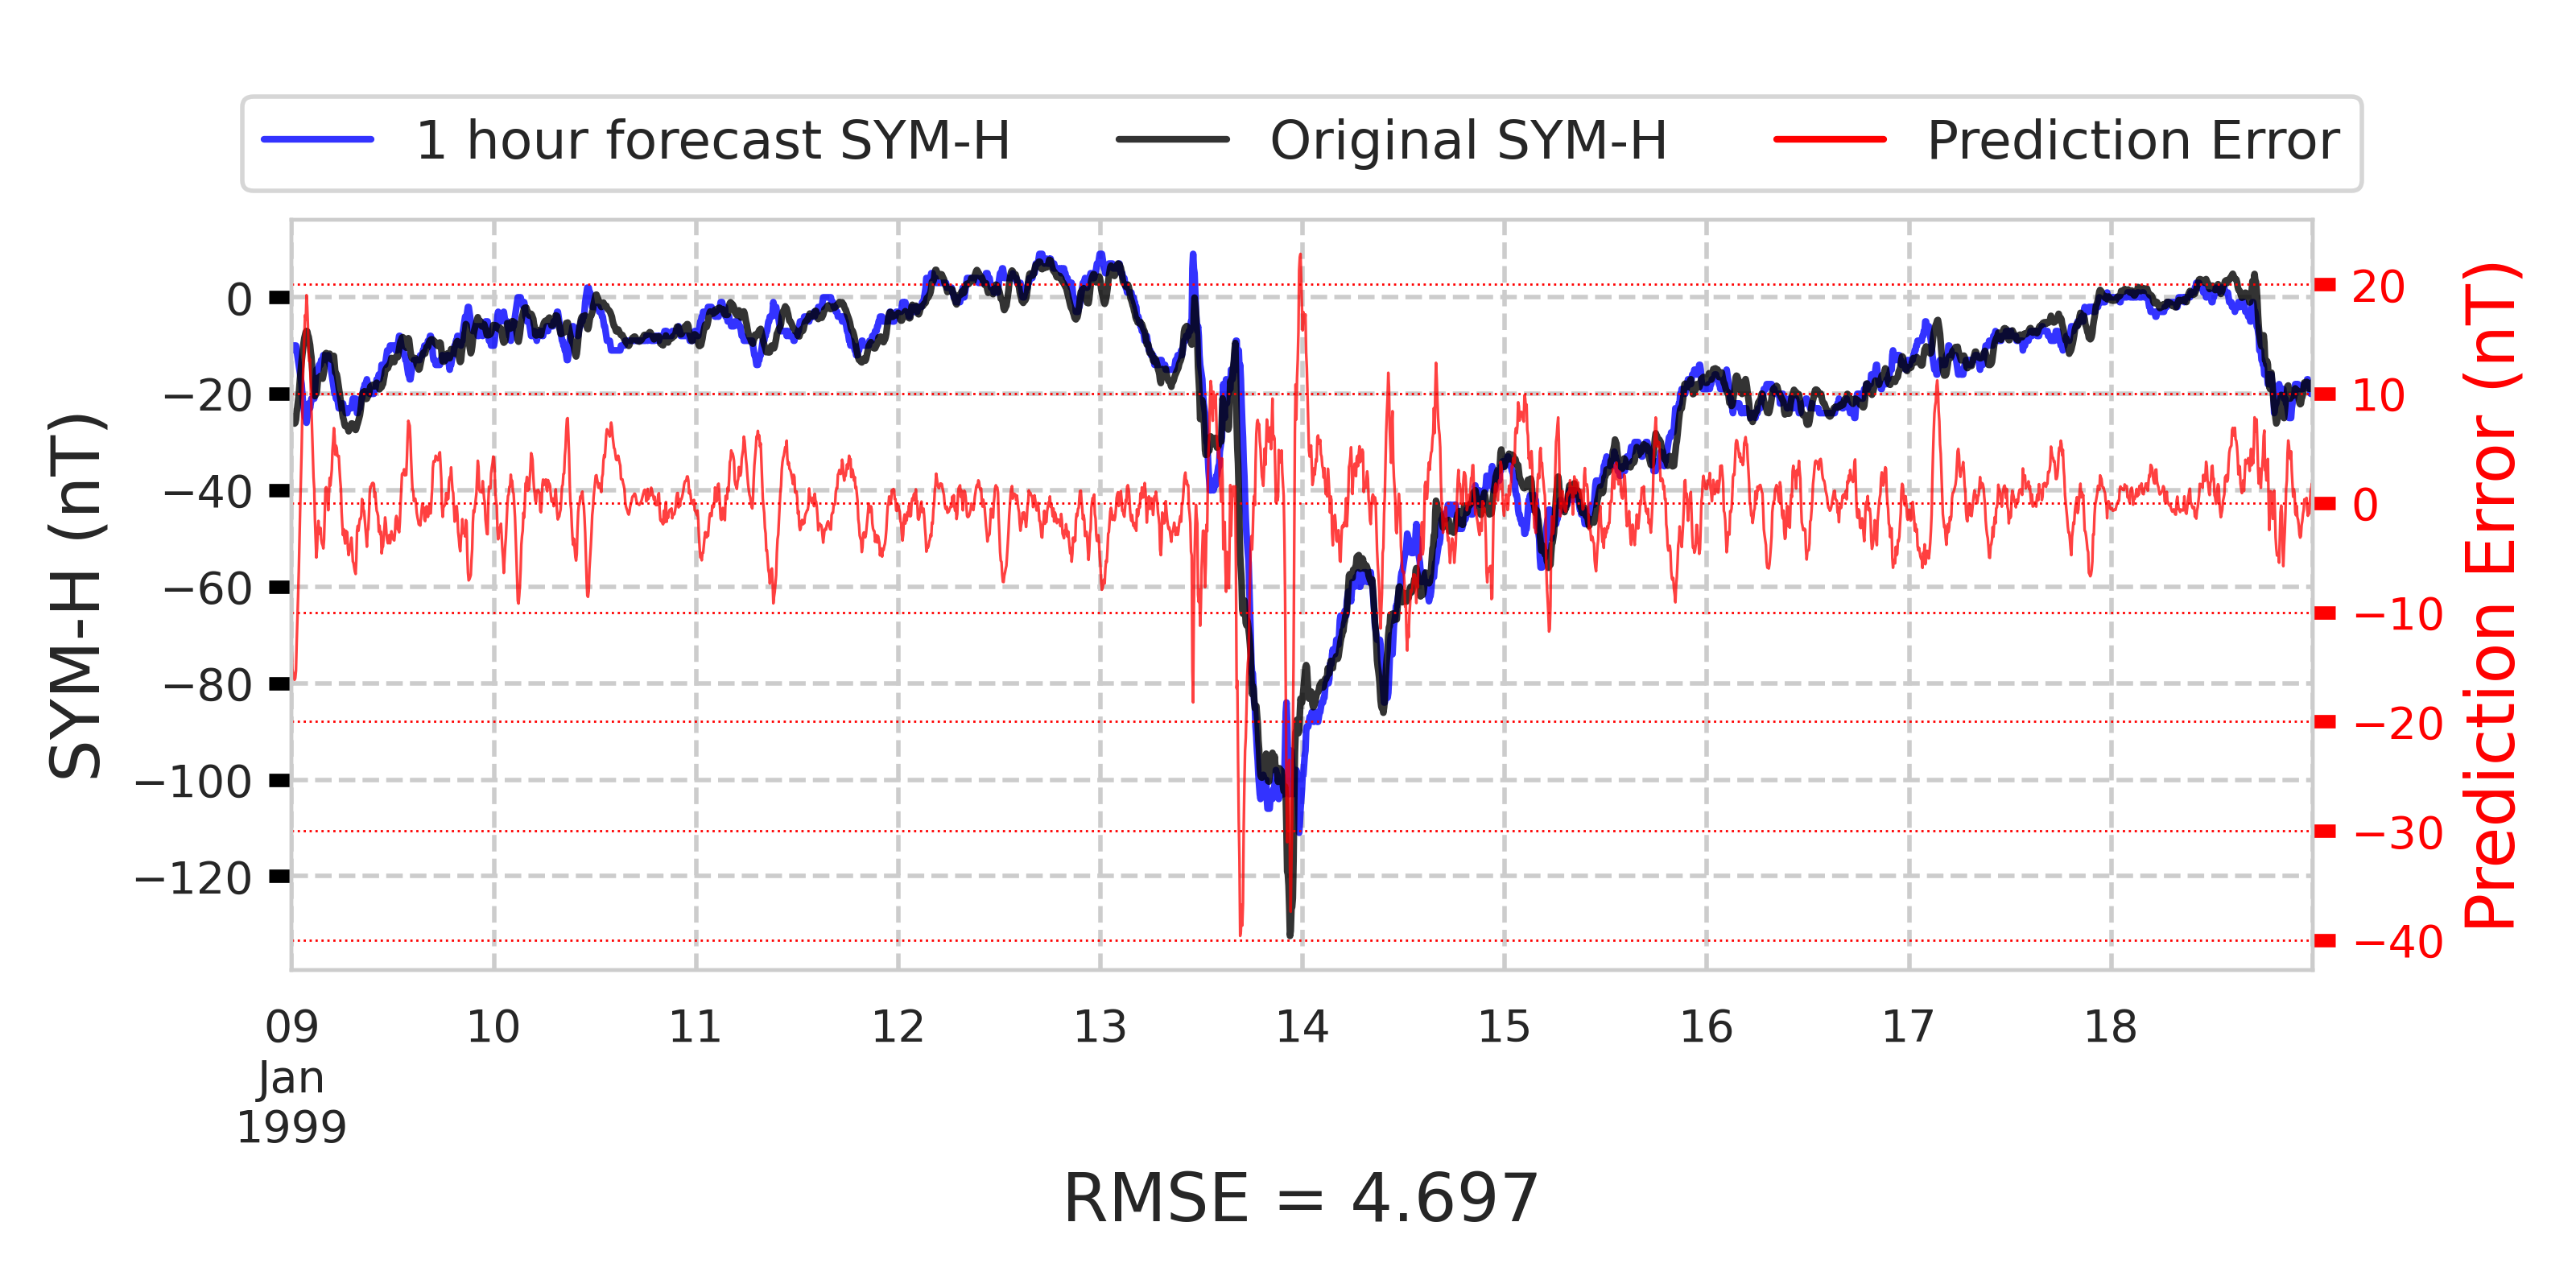 1 hour forecast SYM-H
Original SYM-H
Prediction Error
SYM-H (nT)
0
−20
−40
−60
−80
−100
−120
20
10
0
−10
−20
−30
−40
Prediction Error (nT)
09 10 11 12 13 14 15 16 17 18
Jan
1999
RMSE = 4.697